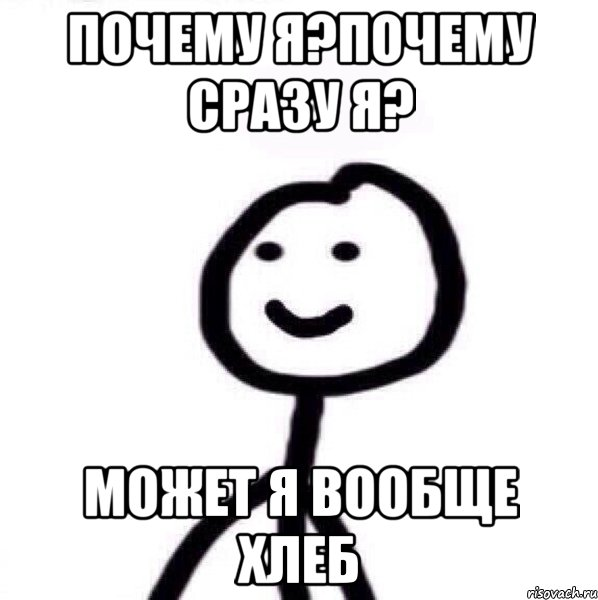 ПОЧЕМУ Я?ПОЧЕМУ
СРАЗУ Я?
МОЖЕТ Я ВООБЩЕ
ХЛЕБ
risovach.ru